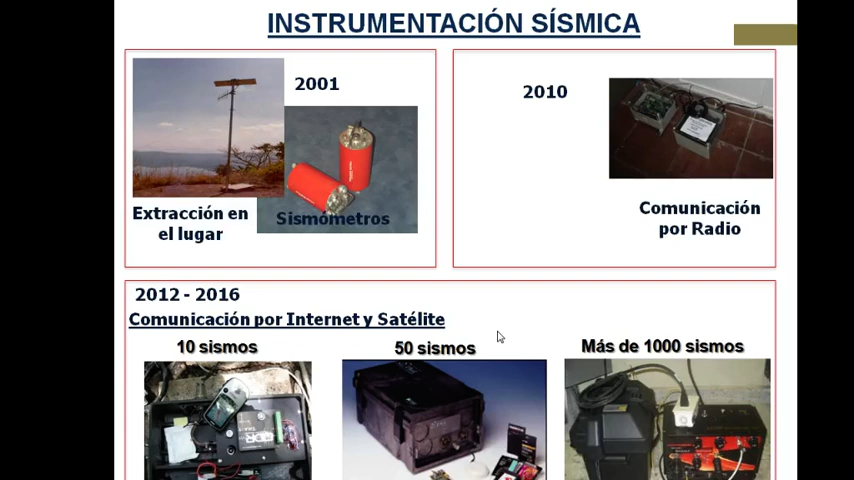 INSTRUMENTACIÓN SÍSMICA
2001
Extracción en
el lugar
Sismómetros
2010
Comunicación
por Radio
2012 - 2016
Comunicación por Internet y Satélite
10 sismos
50 sismos
Más de 1000 sismos